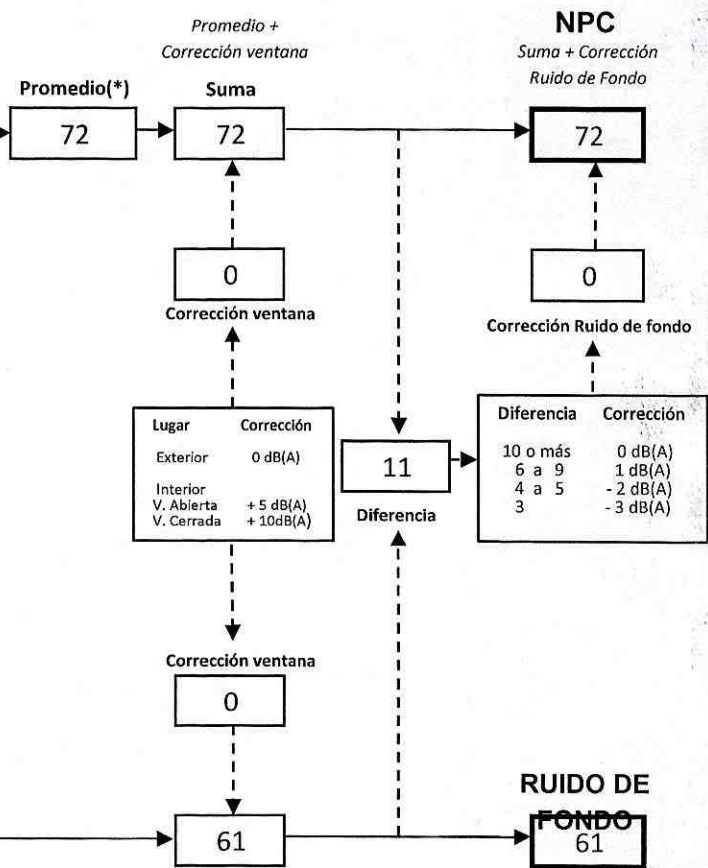 Promedio +
Corrección ventana
NPC
Suma + Corrección
Ruido de Fondo
Promedio(*)
Suma
72
72
72
0
Corrección ventana
0
Corrección Ruido de fondo
Lugar Corrección
Exterior 0 dB(A)
Interior
V. Abierta + 5 dB(A)
V. Cerrada + 10dB(A)
11
Diferencia
Diferencia Corrección
10 o más 0 dB(A)
6 a 9 1 dB(A)
4 a 5 - 2 dB(A)
3 - 3 dB(A)
Corrección ventana
0
RUIDO DE
FONDO
61
61